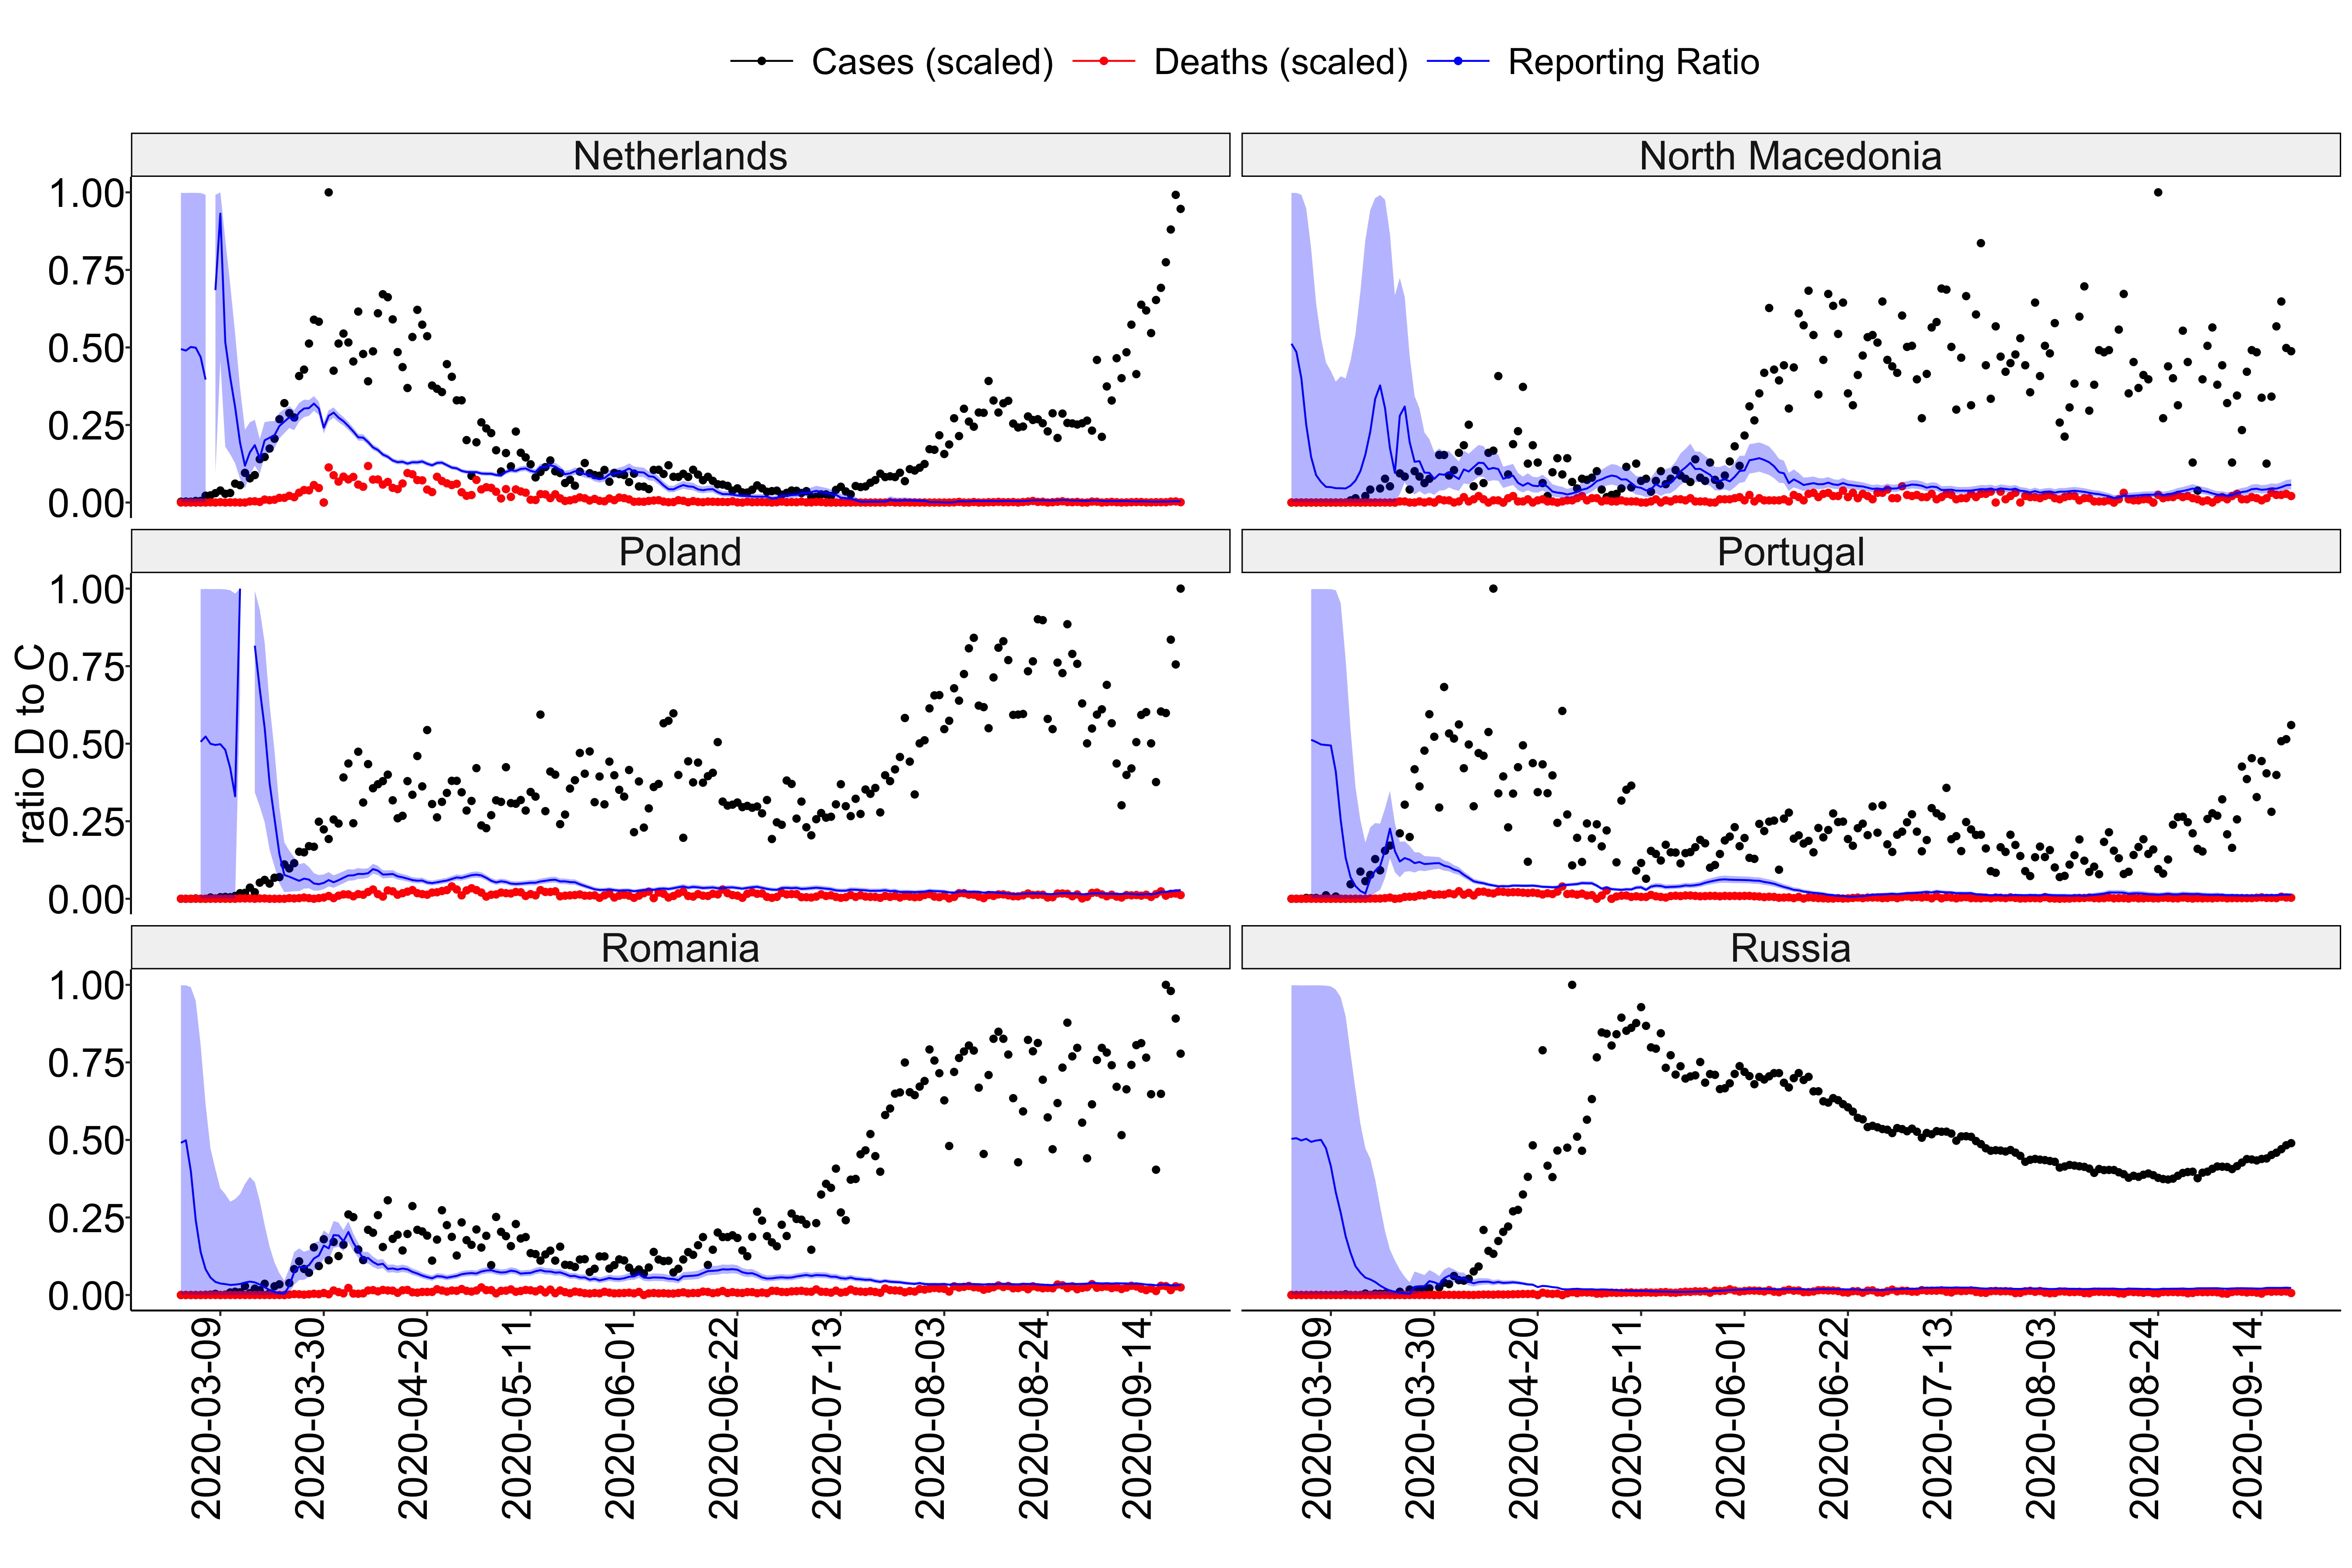 Cases (scaled) Deaths (scaled) Reporting Ratio
Netherlands North Macedonia
1.00
0.75
0.50
0.25
0.00
Poland Portugal
ratio D to C
1.00
0.75
0.50
0.25
0.00
Romania Russia
1.00
0.75
0.50
0.25
0.00
2020-03-09 2020-03-30 2020-04-20 2020-05-11 2020-06-01 2020-06-22 2020-07-13 2020-08-03 2020-08-24 2020-09-14 2020-03-09 2020-03-30 2020-04-20 2020-05-11 2020-06-01 2020-06-22 2020-07-13 2020-08-03 2020-08-24 2020-09-14